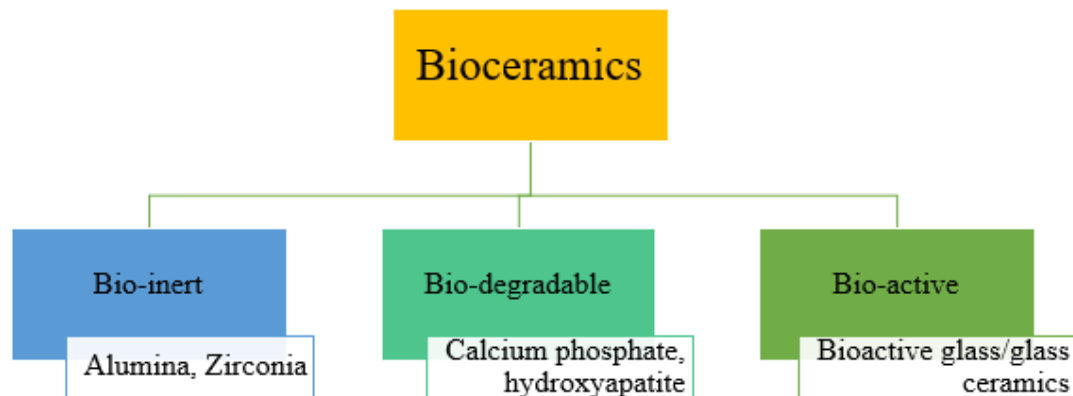 Bioceramics
Bio-inert
Alumina, Zirconia
Bio-degradable
Calcium phosphate,
hydroxyapatite
Bio-active
Bioactive glass/glass
ceramics